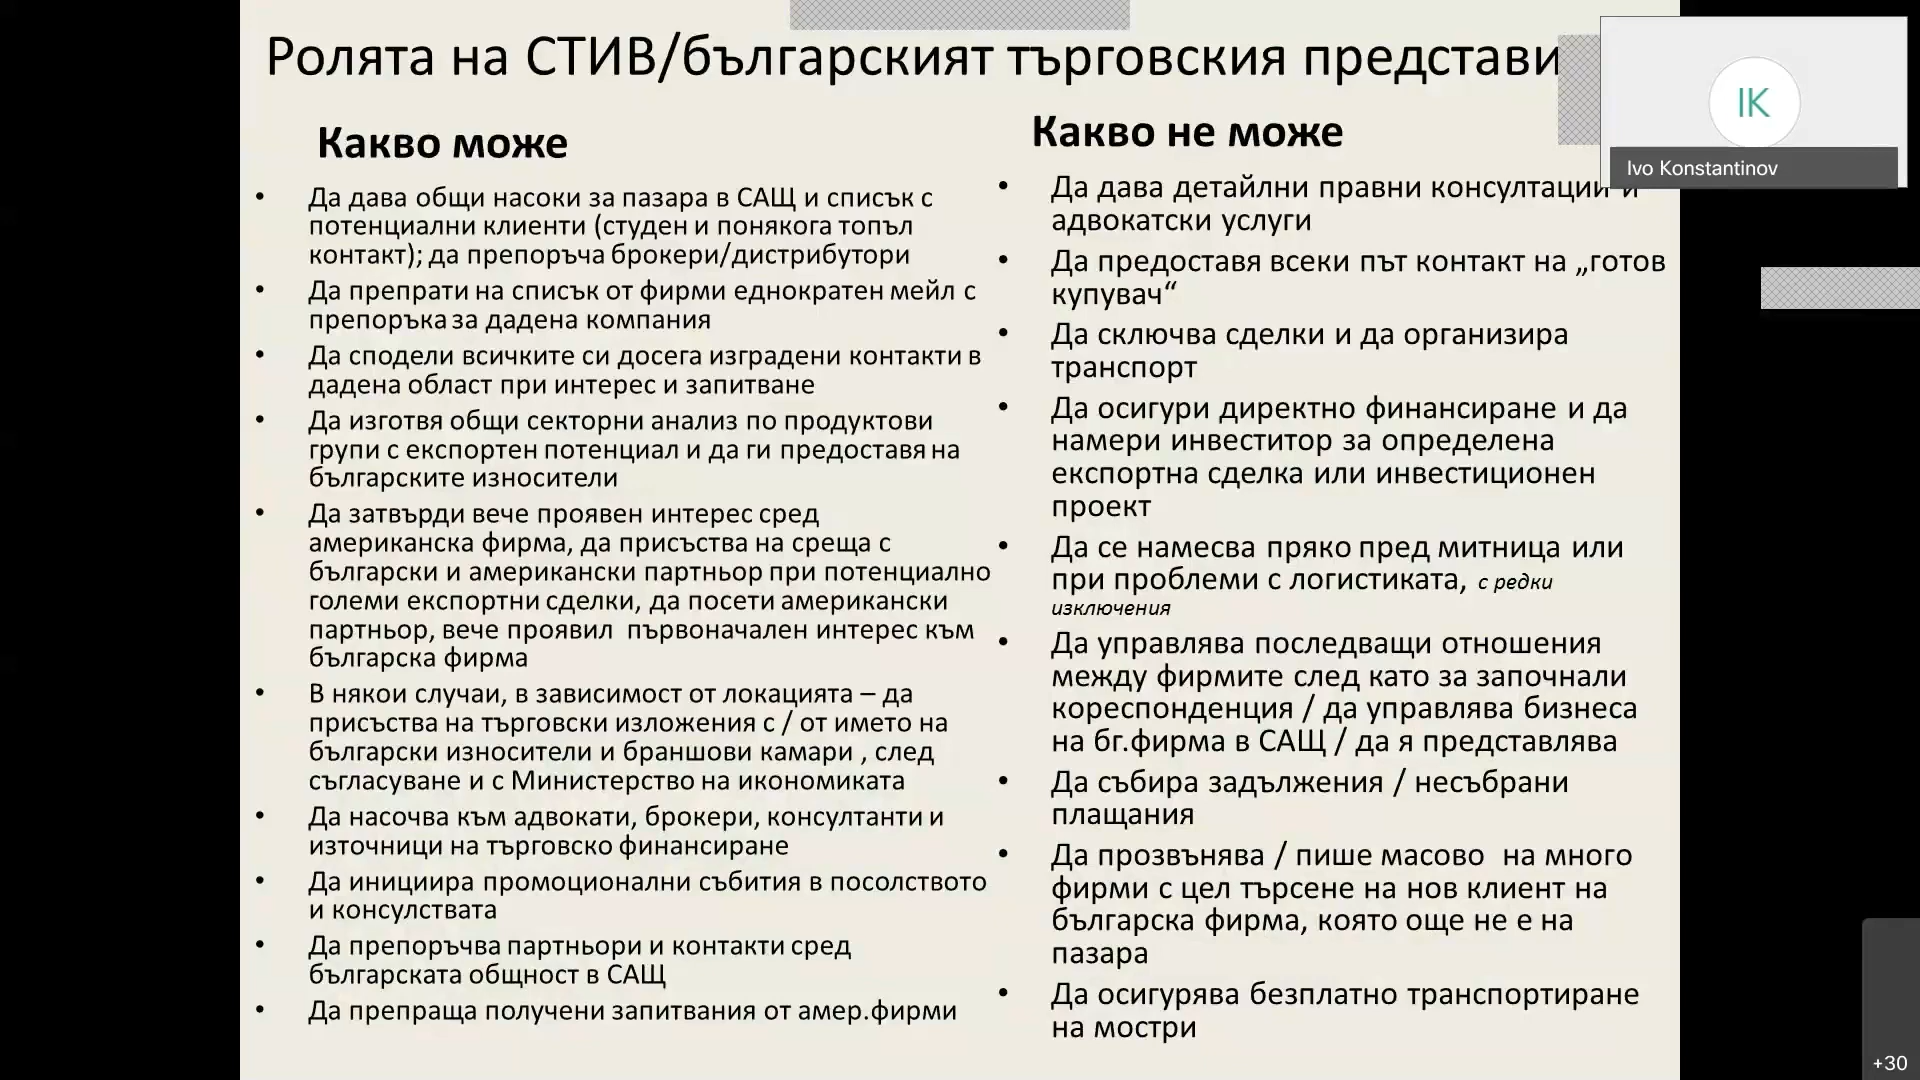 Ролята на СТИВ/българският търговския представи
Какво може
Да дава общи насоки за пазара в САЩ и списък с
потенциални клиенти (студен и понякога топъл
контакт); да препоръча брокери/дистрибутори
Да препрати на списък от фирми еднократен мейл с
препоръка за дадена компания
Да сподели всичките си досега изградени контакти в
дадена област при интерес и запитване
Да изготвя общи секторни анализ по продуктови
групи с експортен потенциал и да ги предоставя на
българските износители
Да затвърди вече проявен интерес сред
американска фирма, да присъства на среща с
български и американски партньор при потенциално
големи експортни сделки, да посети американски
партньор, вече проявил първоначален интерес към
българска фирма
В някои случаи, в зависимост от локацията – да
присъства на търговски изложения с / от името на
български износители и браншови камари , след
съгласуване и с Министерство на икономиката
Да насочва към адвокати, брокери, консултанти и
източници на търговско финансиране
Да инициира промоционални събития в посолството
и консулствата
Да препоръчва партньори и контакти сред
българската общност в САЩ
Да препраща получени запитвания от амер.фирми
Какво не може
Да дава детайлни правни консултации и
адвокатски услуги
Да предоставя всеки път контакт на „готов
купувач“
Да сключва сделки и да организира
транспорт
Да осигури директно финансиране и да
намери инвеститор за определена
експортна сделка или инвестиционен
проект
Да се намесва пряко пред митница или
при проблеми с логистиката, с редки
изключения
Да управлява последващи отношения
между фирмите след като за започнали
кореспонденция / да управлява бизнеса
на бг.фирма в САЩ / да я представлява
Да събира задължения / несъбрани
плащания
Да прозвънява / пише масово на много
фирми с цел търсене на нов клиент на
българска фирма, която още не е на
пазара
Да осигурява безплатно транспортиране
на мостри
IK
Ivo Konstantinov
+30